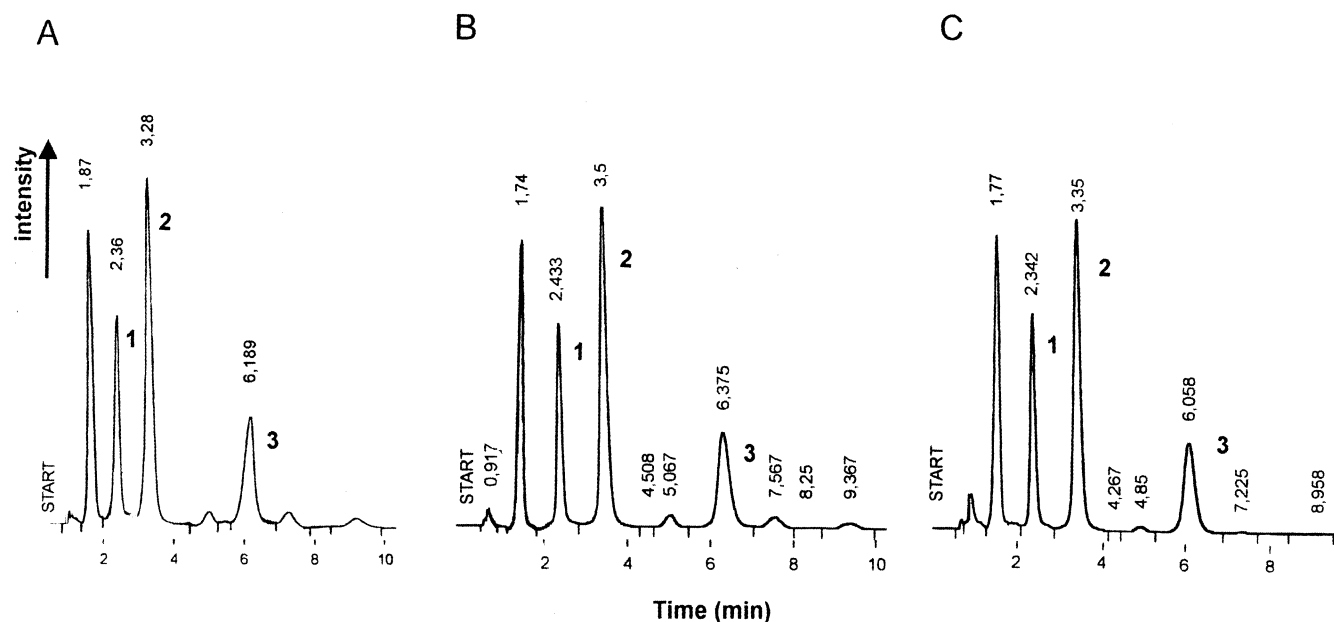 A
intensity
START
1,87
2,36
1
3,28
2
6,189
3
2 4 6 8 10
B
START
0,917
1,74
2,433
1
3,5
2
4,508
5,067
6,375
3
7,567
8,25
9,367
2 4 6 8 10
C
START
1,77
2,342
1
3,35
2
4,267
4,85
6,058
3
7,225
8,958
2 4 6 8
Time (min)